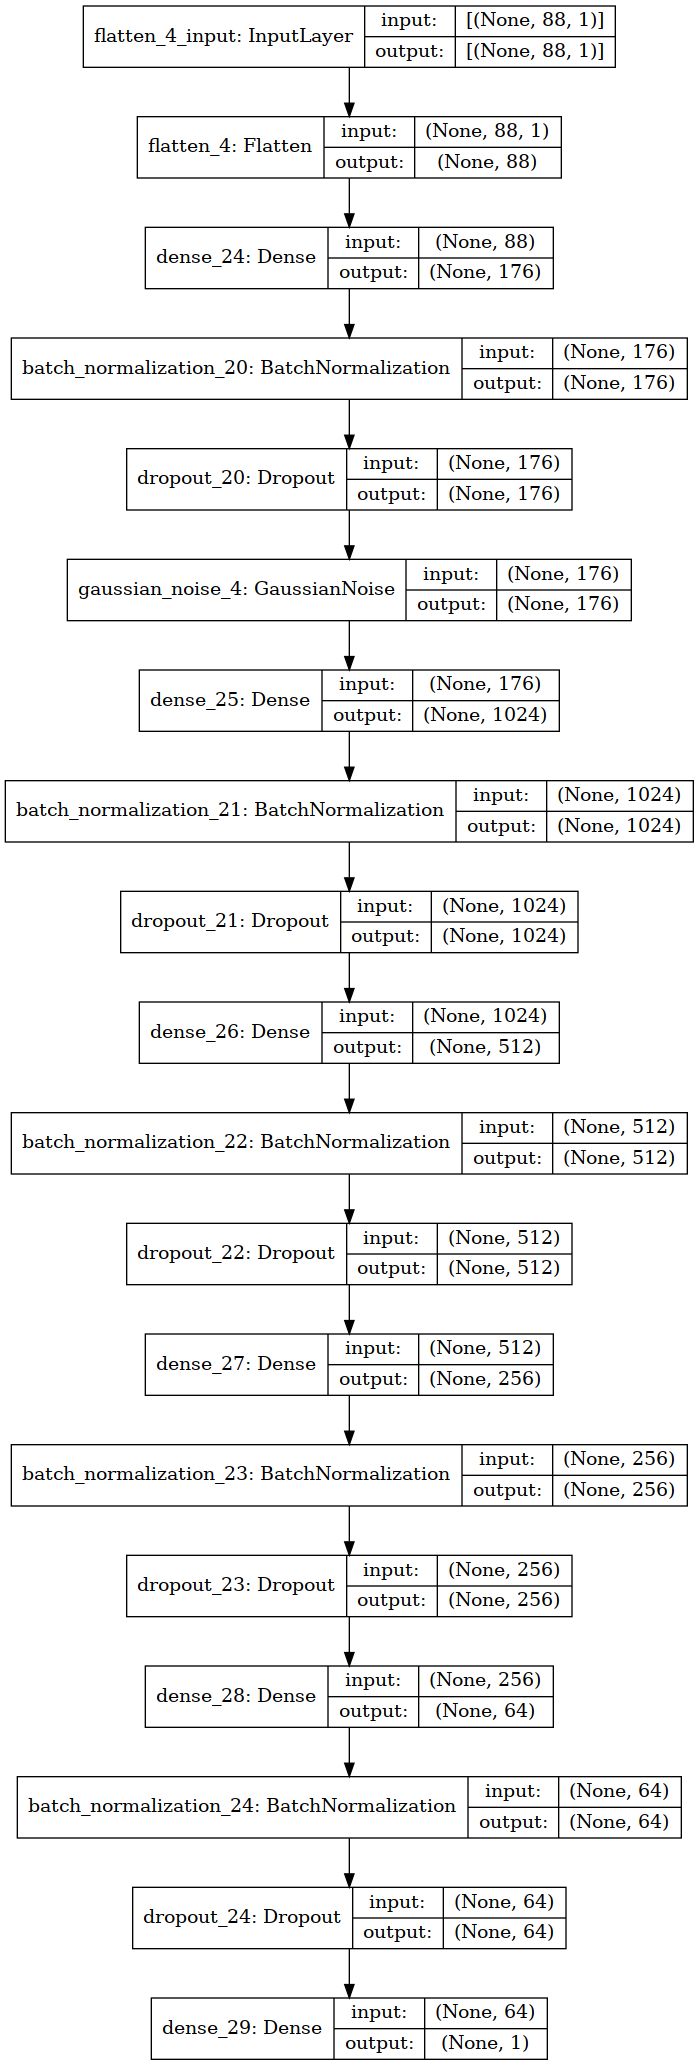 flatten_4_input: InputLayer
input: [(None, 88, 1)]
output: [(None, 88, 1)]
flatten_4: Flatten
input: (None, 88, 1)
output: (None, 88)
dense_24: Dense
input: (None, 88)
output: (None, 176)
batch_normalization_20: BatchNormalization
input: (None, 176)
output: (None, 176)
dropout_20: Dropout
input: (None, 176)
output: (None, 176)
gaussian_noise_4: GaussianNoise
input: (None, 176)
output: (None, 176)
dense_25: Dense
input: (None, 176)
output: (None, 1024)
batch_normalization_21: BatchNormalization
input: (None, 1024)
output: (None, 1024)
dropout_21: Dropout
input: (None, 1024)
output: (None, 1024)
dense_26: Dense
input: (None, 1024)
output: (None, 512)
batch_normalization_22: BatchNormalization
input: (None, 512)
output: (None, 512)
dropout_22: Dropout
input: (None, 512)
output: (None, 512)
dense_27: Dense
input: (None, 512)
output: (None, 256)
batch_normalization_23: BatchNormalization
input: (None, 256)
output: (None, 256)
dropout_23: Dropout
input: (None, 256)
output: (None, 256)
dense_28: Dense
input: (None, 256)
output: (None, 64)
batch_normalization_24: BatchNormalization
input: (None, 64)
output: (None, 64)
dropout_24: Dropout
input: (None, 64)
output: (None, 64)
dense_29: Dense
input: (None, 64)
output: (None, 1)